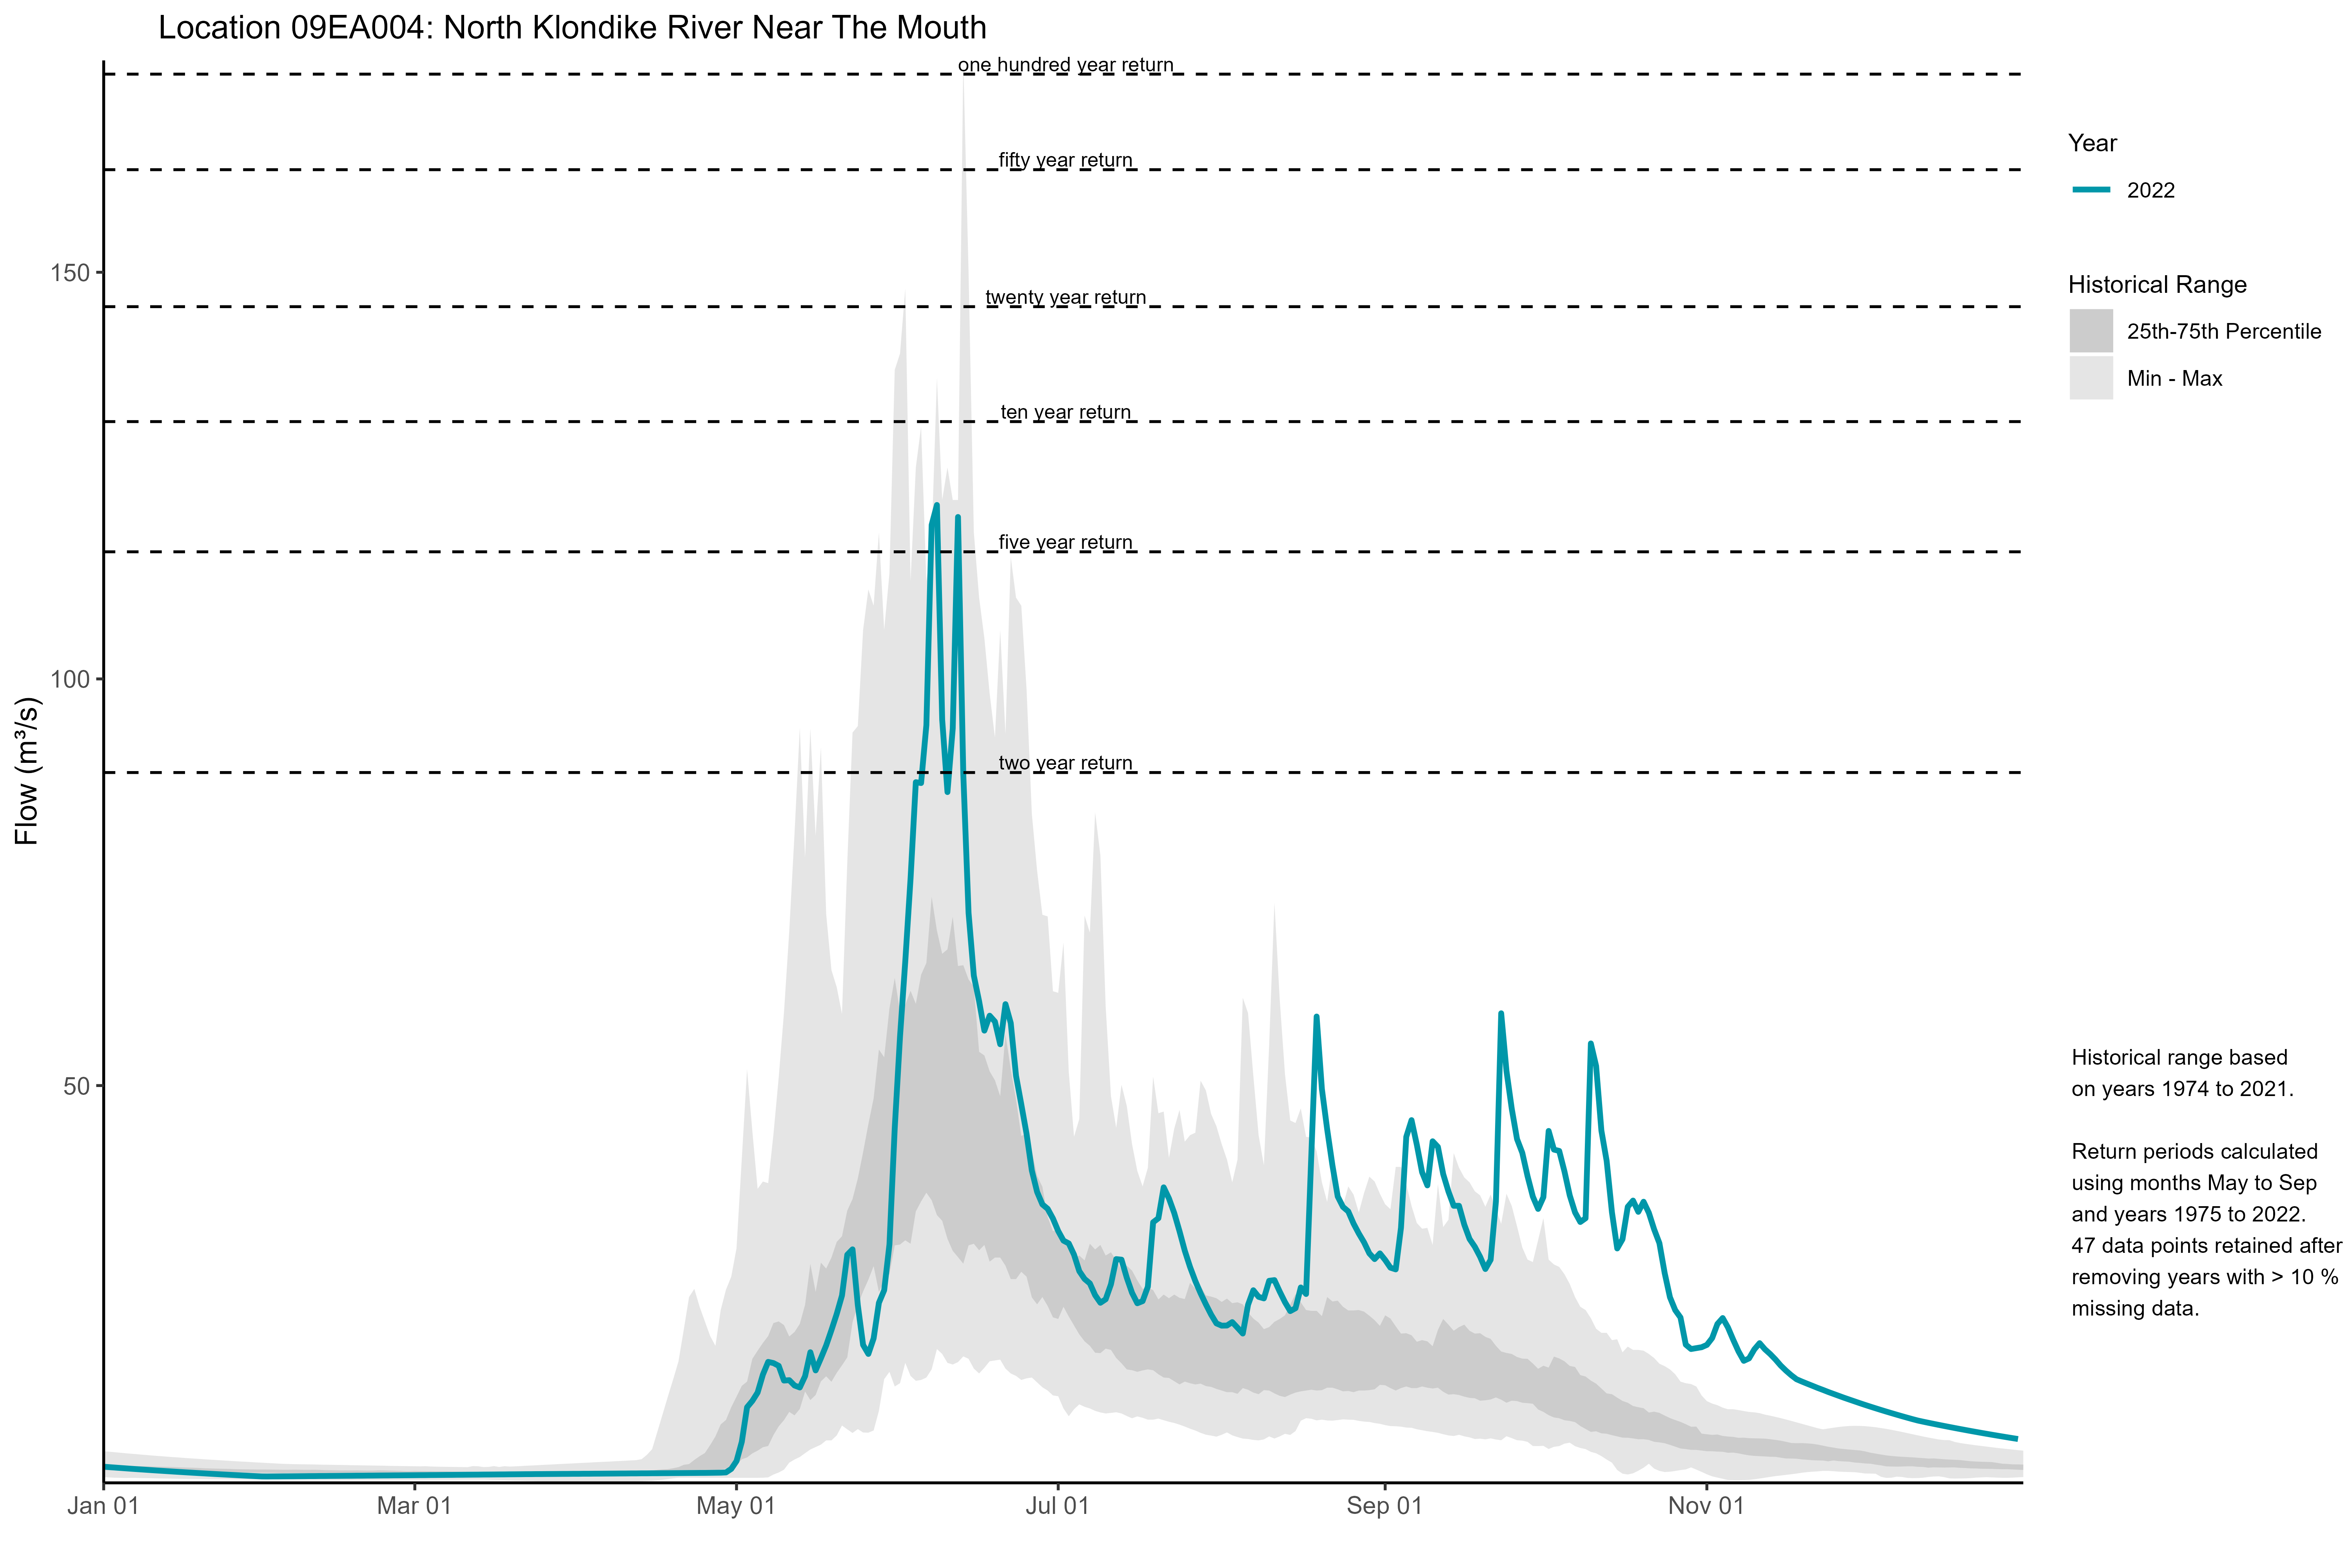 Location 09EA004: North Klondike River Near The Mouth
one hundred year return
fifty year return
twenty year return
ten year return
five year return
two year return
150
100
50
Flow (m³/s)
Jan 01
Mar 01
May 01
Jul 01
Sep 01
Nov 01
Year
2022
Historical Range
25th-75th Percentile
Min - Max
Historical range based
on years 1974 to 2021.
Return periods calculated
using months May to Sep
and years 1975 to 2022.
47 data points retained after
removing years with > 10 %
missing data.